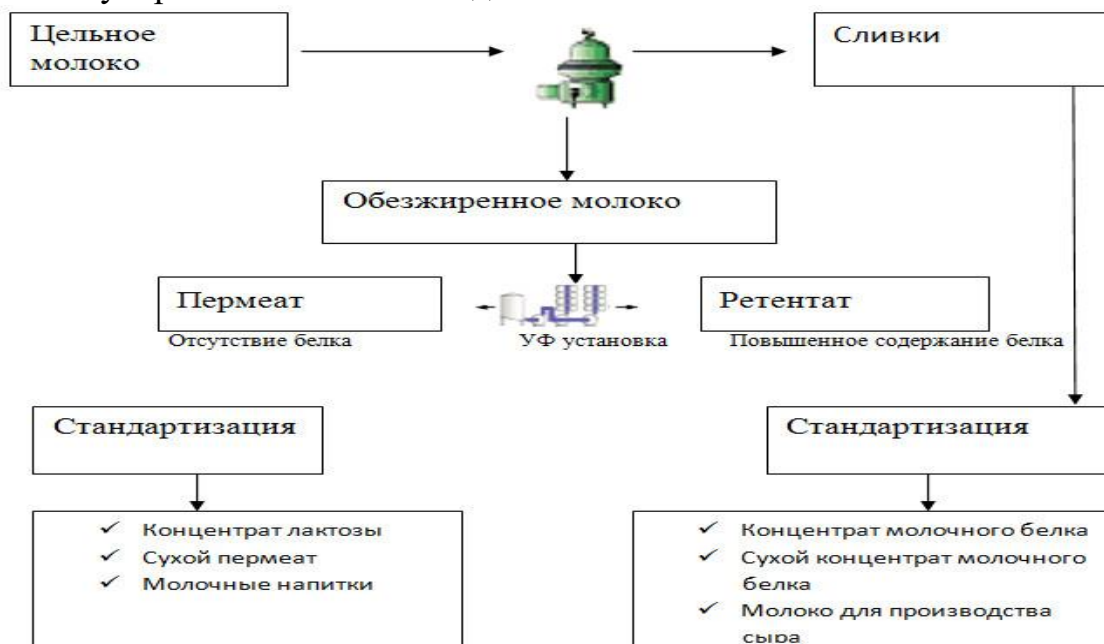 Цельное
молоко
Сливки
Обезжиренное молоко
Пермеат
Ретентат
Отсутствие белка
УФ установка
Повышенное содержание белка
Стандартизация
Стандартизация
✓ Концентрат лактозы
✓ Сухой пермеат
✓ Молочные напитки
✓ Концентрат молочного белка
✓ Сухой концентрат молочного
белка
✓ Молоко для производства
сыра